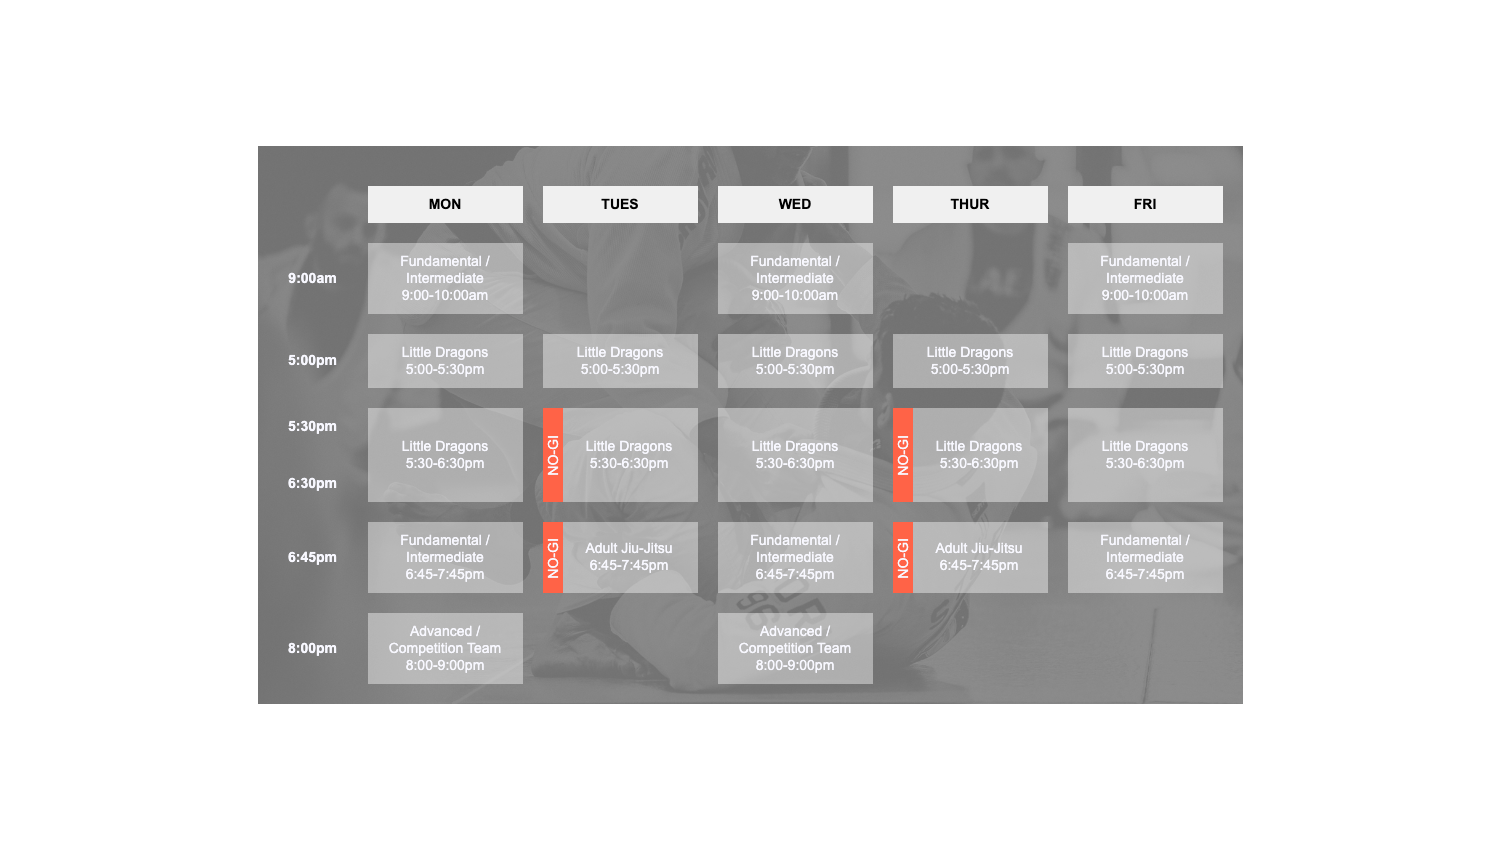 MON TUES WED THUR FRI
9:00am
Fundamental /
Intermediate
9:00-10:00am
Fundamental /
Intermediate
9:00-10:00am
Fundamental /
Intermediate
9:00-10:00am
5:00pm
Little Dragons
5:00-5:30pm
Little Dragons
5:00-5:30pm
Little Dragons
5:00-5:30pm
Little Dragons
5:00-5:30pm
Little Dragons
5:00-5:30pm
5:30pm
6:30pm
Little Dragons
5:30-6:30pm
NO-GI
Little Dragons
5:30-6:30pm
Little Dragons
5:30-6:30pm
NO-GI
Little Dragons
5:30-6:30pm
Little Dragons
5:30-6:30pm
6:45pm
Fundamental /
Intermediate
6:45-7:45pm
NO-GI
Adult Jiu-Jitsu
6:45-7:45pm
Fundamental /
Intermediate
6:45-7:45pm
NO-GI
Adult Jiu-Jitsu
6:45-7:45pm
Fundamental /
Intermediate
6:45-7:45pm
8:00pm
Advanced /
Competition Team
8:00-9:00pm
Advanced /
Competition Team
8:00-9:00pm